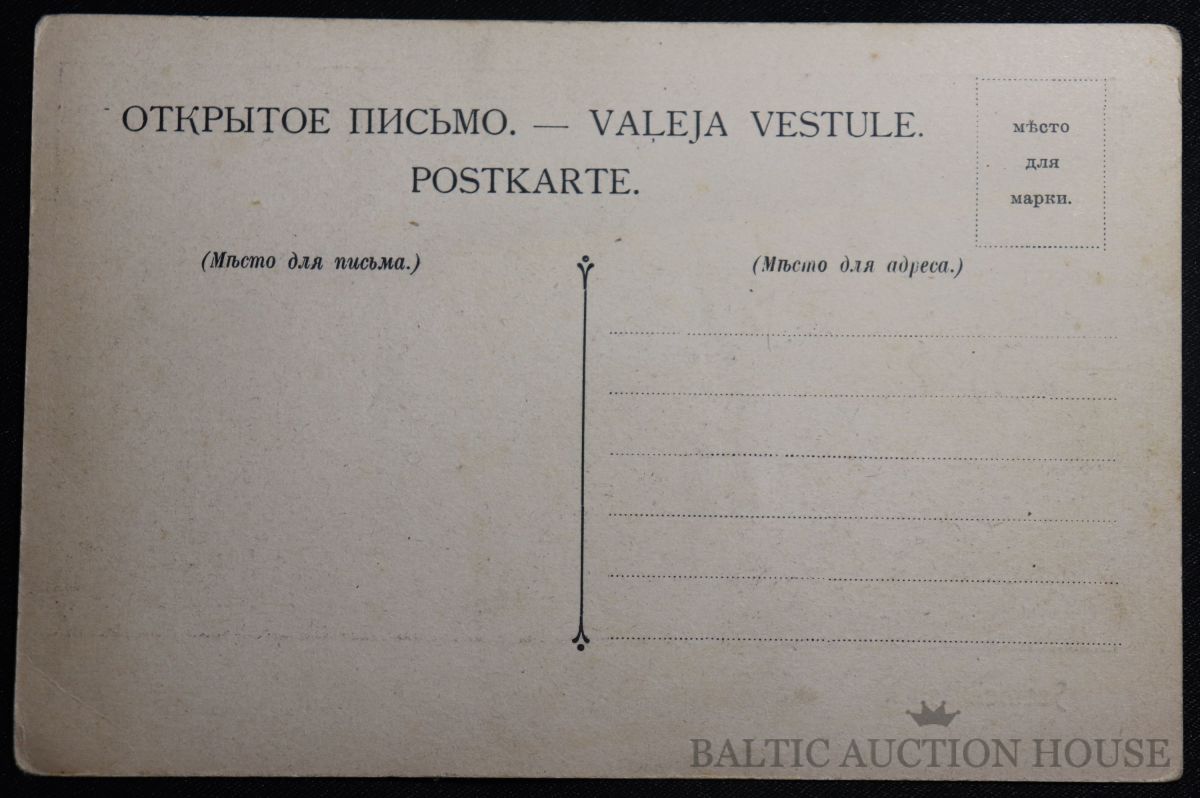 ОТКРЫТОЕ ПИСЬМО. — VAĻEJA VESTULE.
POSTKARTE.
мѣсто
для
марки.
(Мѣсто для письма.)
(Мѣсто для адреса.)
BALTIC AUCTION HOUSE